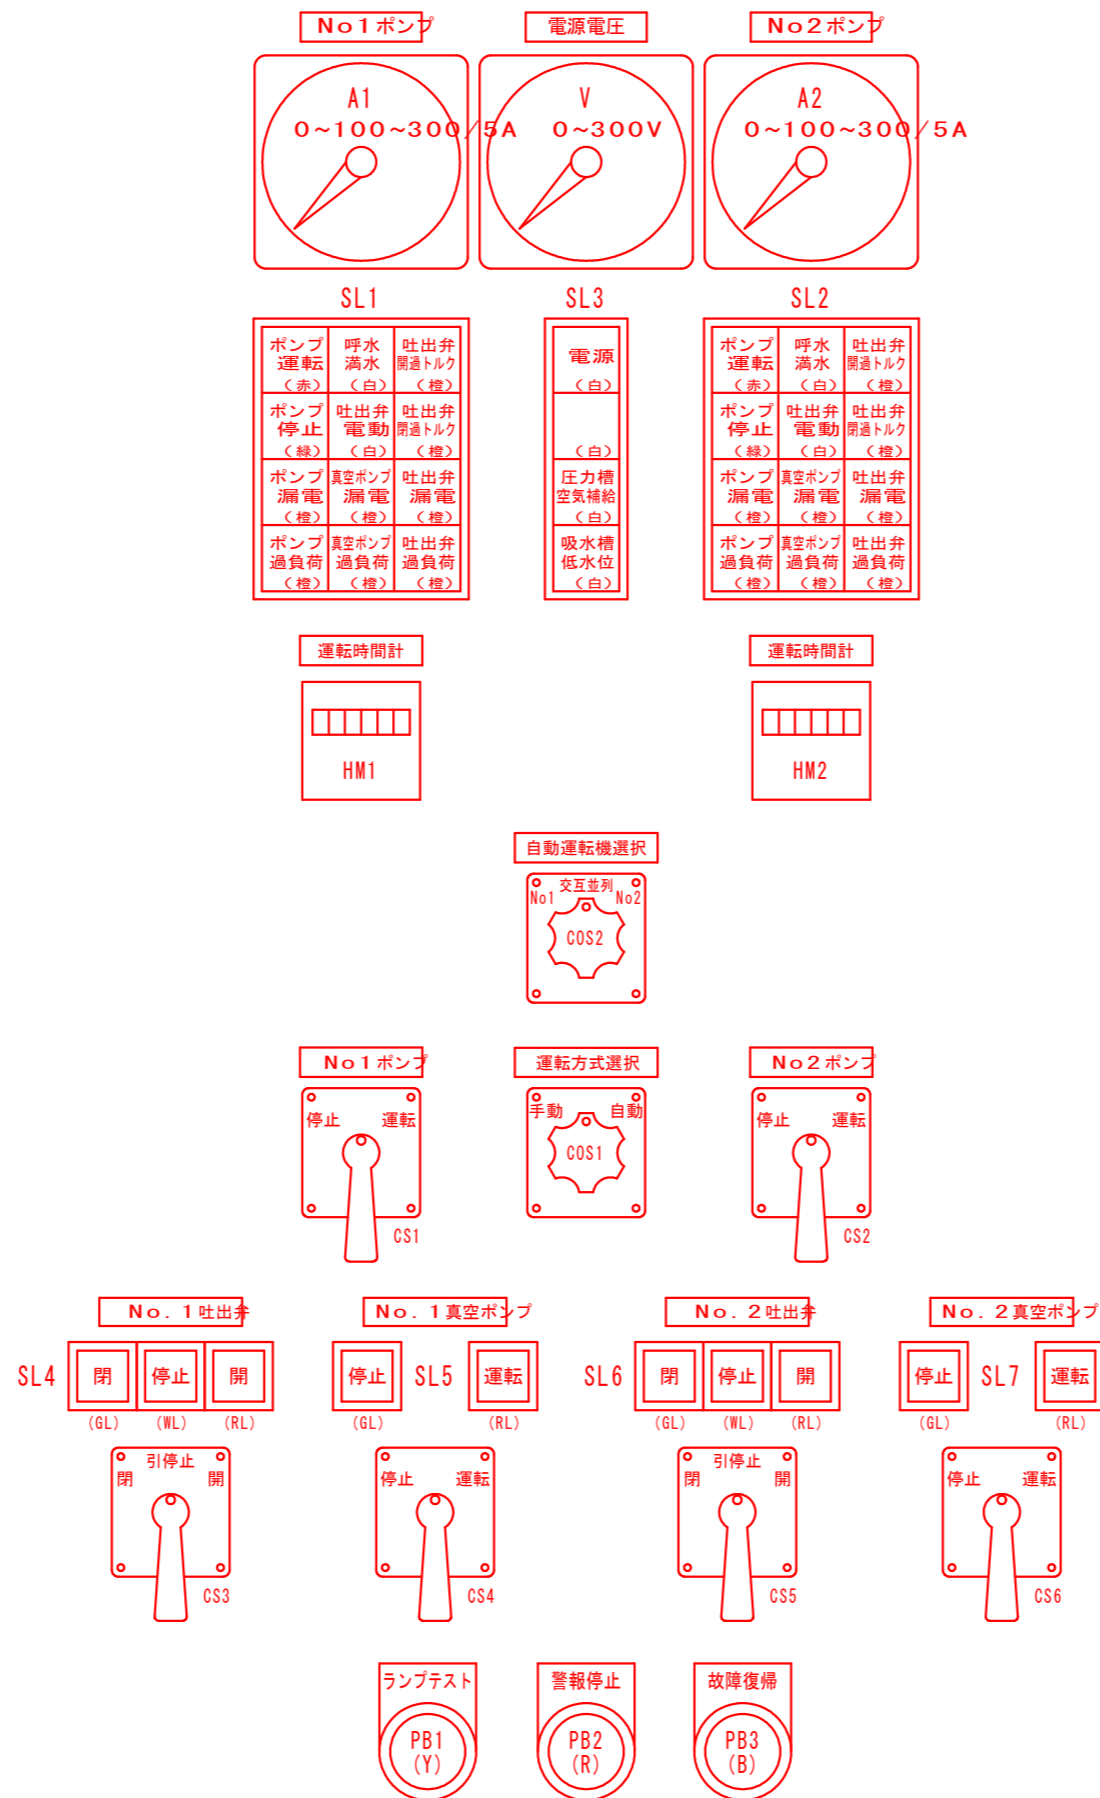 No1ポンプ
電源電圧
No2ポンプ
A1
0~100~300/5A
V
0~300V
A2
0~100~300/5A
SL1
SL3
SL2
ポンプ
運転
(赤)
呼水
満水
(白)
吐出弁
開過トルク
(橙)
ポンプ
停止
(緑)
吐出弁
電動
(白)
吐出弁
閉過トルク
(橙)
ポンプ
漏電
(橙)
真空ポンプ
漏電
(橙)
吐出弁
漏電
(橙)
ポンプ
過負荷
(橙)
真空ポンプ
過負荷
(橙)
吐出弁
過負荷
(橙)
電源
(白)
(白)
圧力槽
空気補給
(白)
吸水槽
低水位
(白)
ポンプ
運転
(赤)
呼水
満水
(白)
吐出弁
開過トルク
(橙)
ポンプ
停止
(緑)
吐出弁
電動
(白)
吐出弁
閉過トルク
(橙)
ポンプ
漏電
(橙)
真空ポンプ
漏電
(橙)
吐出弁
漏電
(橙)
ポンプ
過負荷
(橙)
真空ポンプ
過負荷
(橙)
吐出弁
過負荷
(橙)
運転時間計
運転時間計
HM1
HM2
自動運転機選択
交互並列
No1 No2
COS2
No1ポンプ
運転方式選択
No2ポンプ
停止 運転
CS1
手動 自動
COS1
停止 運転
CS2
No.1吐出弁
No.1真空ポンプ
No.2吐出弁
No.2真空ポンプ
SL4
閉 停止 開
(GL) (WL) (RL)
停止 SL5 運転
(GL) (RL)
SL6
閉 停止 開
(GL) (WL) (RL)
停止 SL7 運転
(GL) (RL)
引停止
閉 開
CS3
停止 運転
CS4
引停止
閉 開
CS5
停止 運転
CS6
ランプテスト
PB1
(Y)
警報停止
PB2
(R)
故障復帰
PB3
(B)